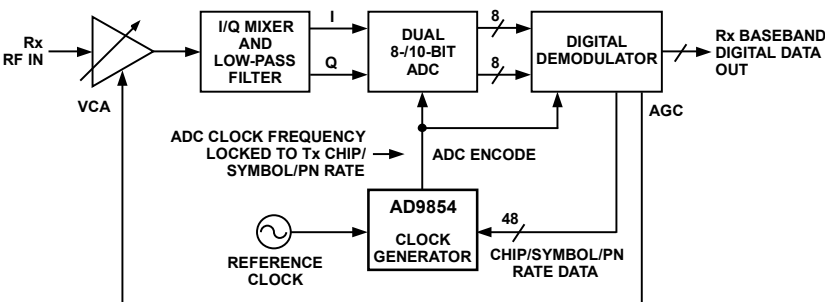 Rx
RF IN
VCA
I/Q MIXER
AND
LOW-PASS
FILTER
I
Q
DUAL
8-/10-BIT
ADC
8
8
DIGITAL
DEMODULATOR
Rx BASEBAND
DIGITAL DATA
OUT
AGC
ADC CLOCK FREQUENCY
LOCKED TO Tx CHIP/
SYMBOL/PN RATE
ADC ENCODE
AD9854
CLOCK
GENERATOR
48
CHIP/SYMBOL/PN
RATE DATA
REFERENCE
CLOCK